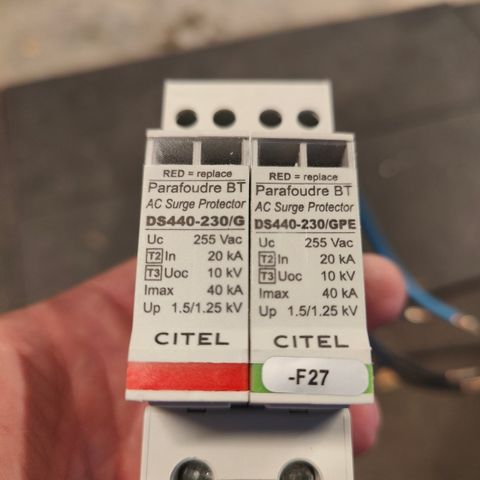 RED = replace
Parafoudre BT
AC Surge Protector
DS440-230/G
Uc 255 Vac
T2 In 20 kA
T3 Uoc 10 kV
Imax 40 kA
Up 1.5/1.25 kV
CITEL
RED = replace
Parafoudre BT
AC Surge Protector
DS440-230/GPE
Uc 255 Vac
T2 In 20 kA
T3 Uoc 10 kV
Imax 40 kA
Up 1.5/1.25 kV
CITEL
-F27